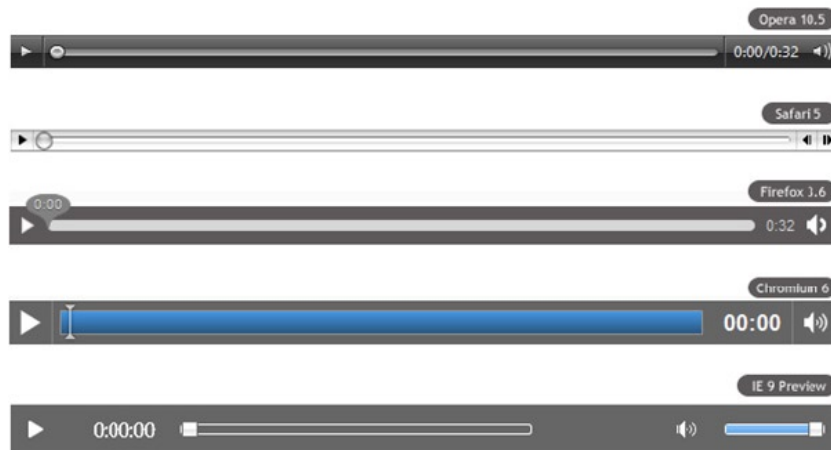 Opera 10.5
0:00/0:32
Safari 5
Firefox 3.6
0:00
0:32
Chromium 6
00:00
IE 9 Preview
0:00:00